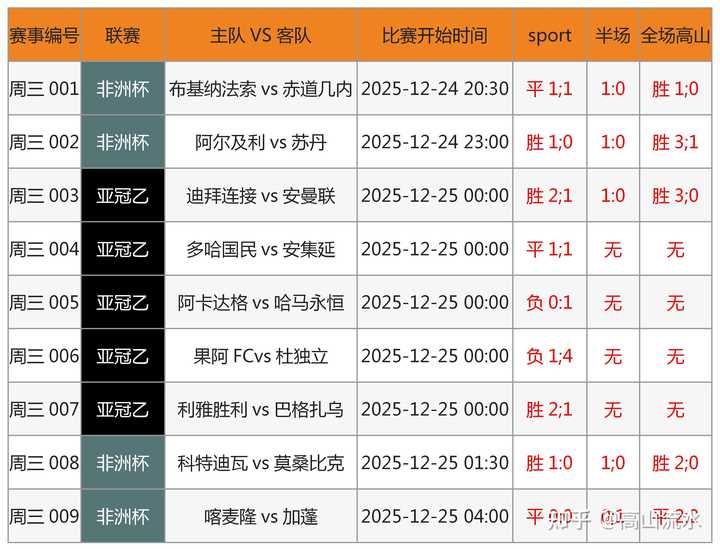 赛事编号 联赛 主队 VS 客队 比赛开始时间 sport 半场 全场高山
周三 001 非洲杯 布基纳法索 vs 赤道几内 2025-12-24 20:30 平 1;1 1:0 胜 1;0
周三 002 非洲杯 阿尔及利 vs 苏丹 2025-12-24 23:00 胜 1;0 1:0 胜 3;1
周三 003 亚冠乙 迪拜连接 vs 安曼联 2025-12-25 00:00 胜 2;1 1:0 胜 3;0
周三 004 亚冠乙 多哈国民 vs 安集延 2025-12-25 00:00 平 1;1 无 无
周三 005 亚冠乙 阿卡达格 vs 哈马永恒 2025-12-25 00:00 负 0:1 无 无
周三 006 亚冠乙 果阿 FCvs 杜独立 2025-12-25 00:00 负 1;4 无 无
周三 007 亚冠乙 利雅胜利 vs 巴格扎乌 2025-12-25 00:00 胜 2;1 无 无
周三 008 非洲杯 科特迪瓦 vs 莫桑比克 2025-12-25 01:30 胜 1:0 1;0 胜 2;0
周三 009 非洲杯 喀麦隆 vs 加蓬 2025-12-25 04:00 平 0:0 0:1
知乎 @高山流水